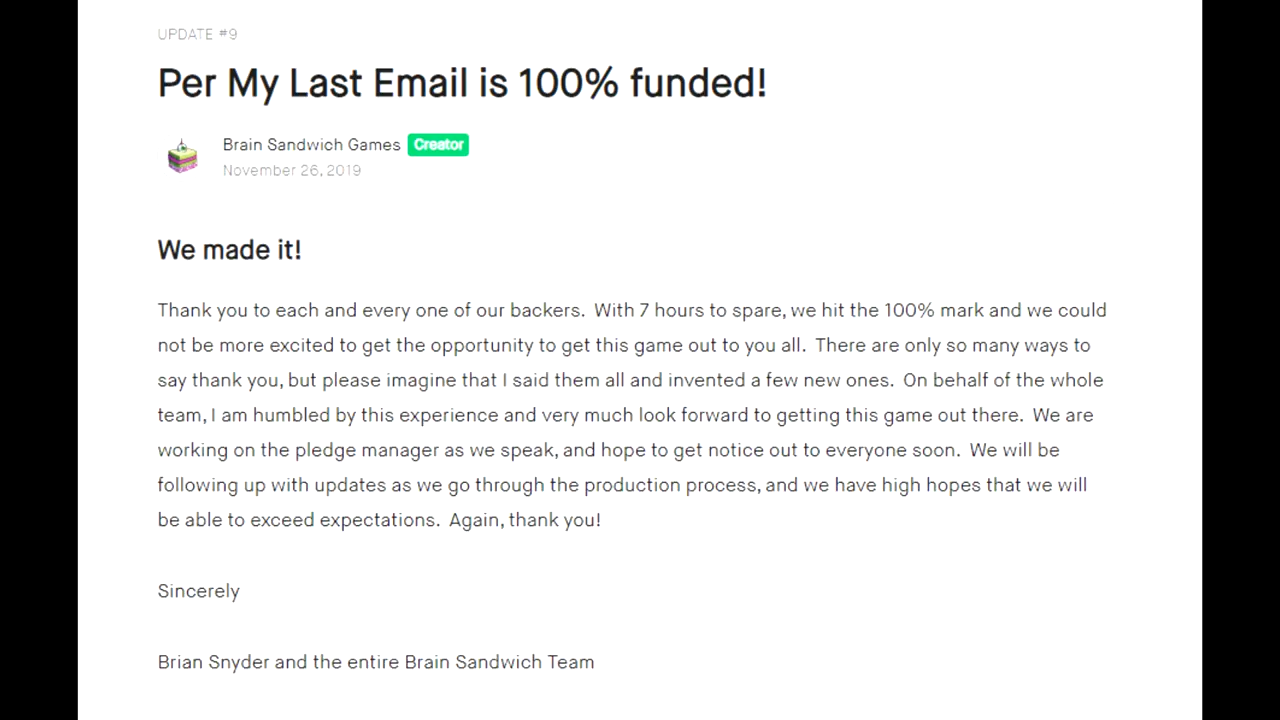 UPDATE #9
Per My Last Email is 100% funded!
Brain Sandwich Games Creator
November 26, 2019
We made it!
Thank you to each and every one of our backers.  With 7 hours to spare, we hit the 100% mark and we could
not be more excited to get the opportunity to get this game out to you all.  There are only so many ways to
say thank you, but please imagine that I said them all and invented a few new ones.  On behalf of the whole
team, I am humbled by this experience and very much look forward to getting this game out there.  We are
working on the pledge manager as we speak, and hope to get notice out to everyone soon.  We will be
following up with updates as we go through the production process, and we have high hopes that we will
be able to exceed expectations.  Again, thank you!
Sincerely
Brian Snyder and the entire Brain Sandwich Team